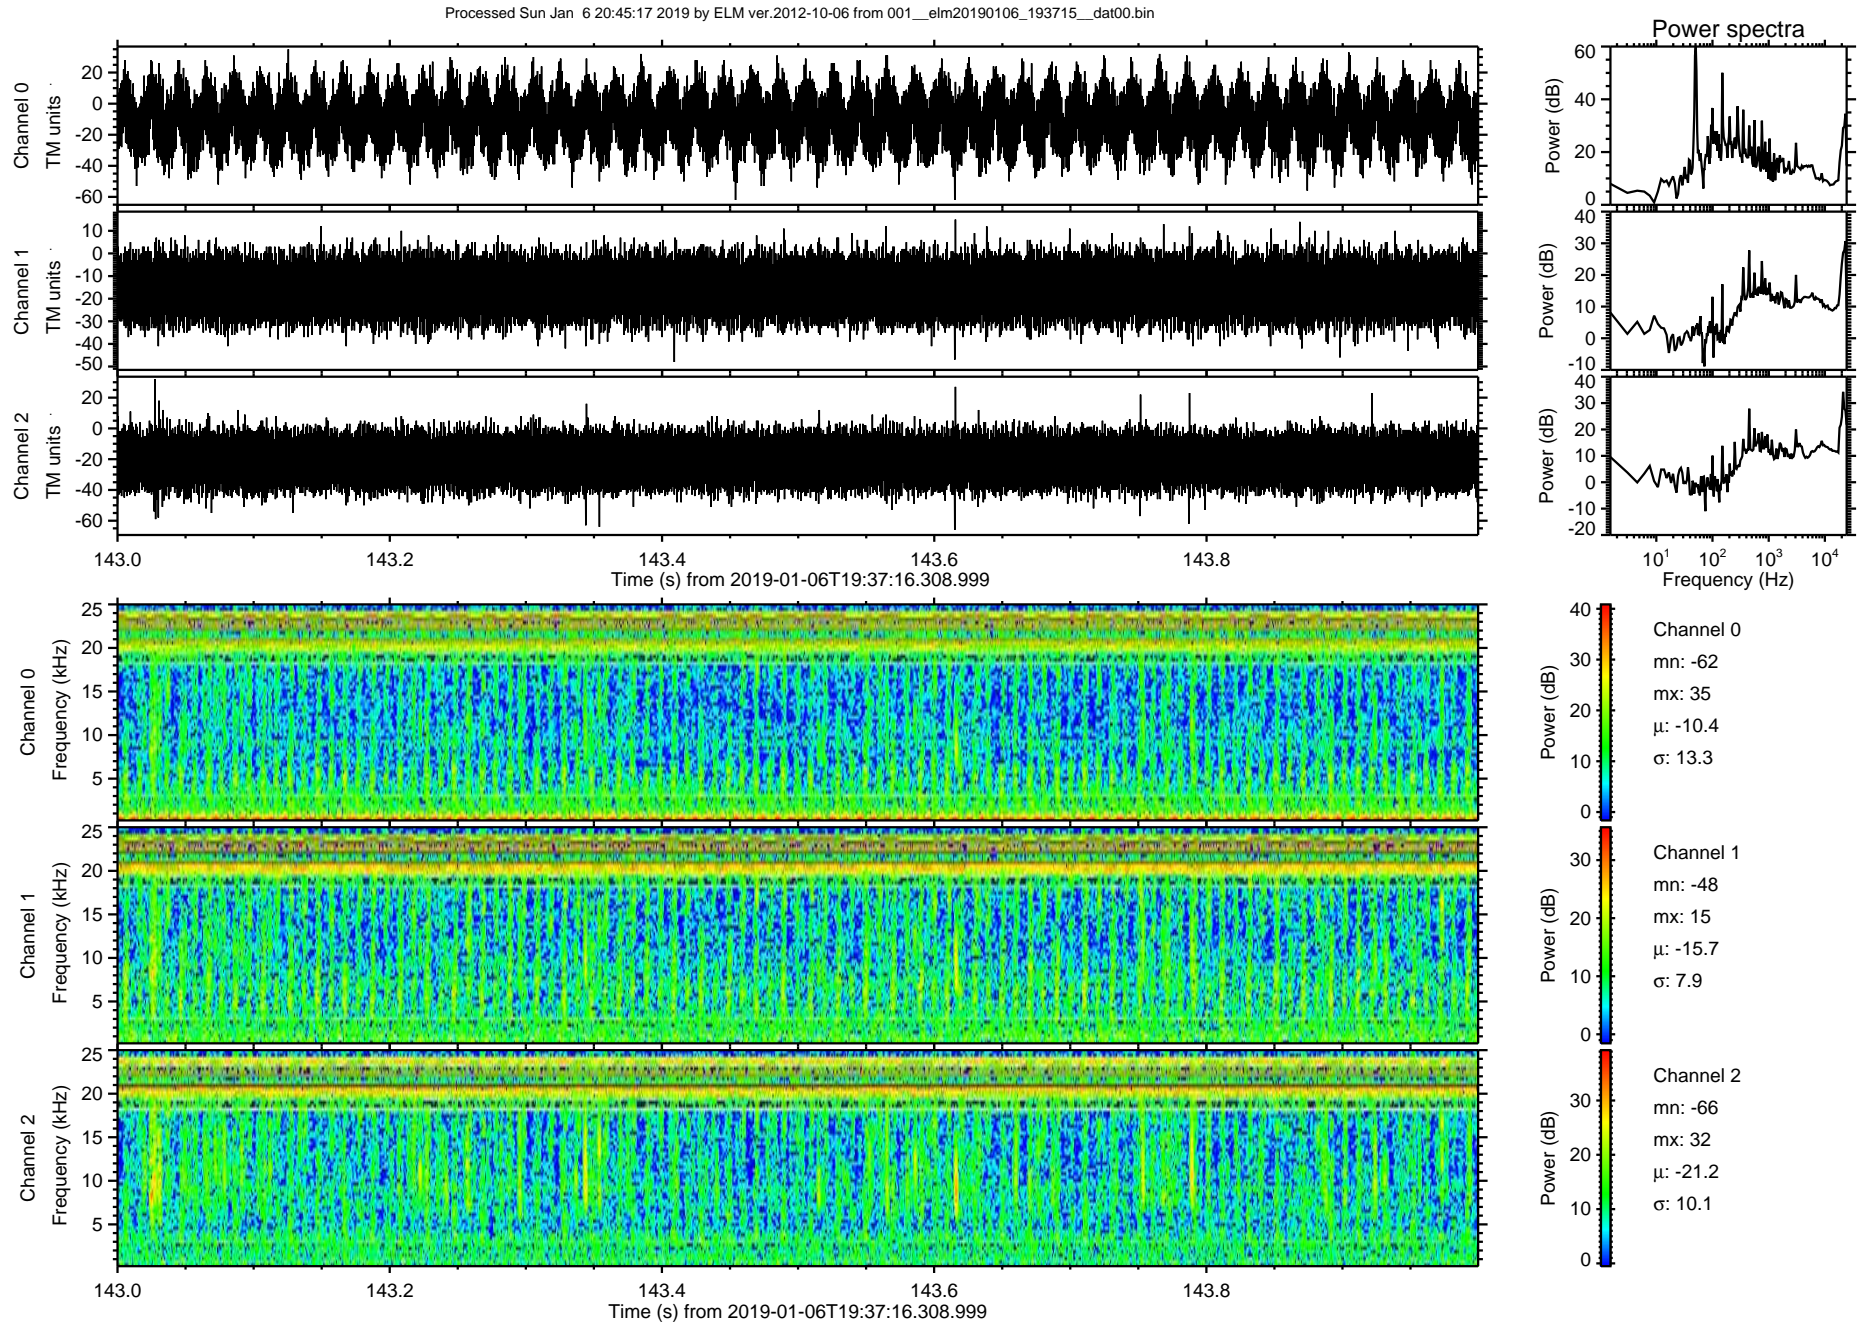 Processed Sun Jan  6 20:45:17 2019 by ELM ver.2012-10-06 from 001__elm20190106_193715__dat00.bin
Power spectra
Channel 0
TM units
20
0
-20
-40
-60
Power (dB)
60
40
20
0
Channel 1
TM units
10
0
-10
-20
-30
-40
-50
Power (dB)
40
30
20
10
0
-10
Channel 2
TM units
20
0
-20
-40
-60
Power (dB)
40
30
20
10
0
-10
-20
143.0 143.2 143.4 143.6 143.8
Time (s) from 2019-01-06T19:37:16.308.999
10^1 10^2 10^3 10^4
Frequency (Hz)
Channel 0
Frequency (kHz)
25
20
15
10
5
Power (dB)
40
30
20
10
0
Channel 0
mn: -62
mx: 35
μ: -10.4
σ: 13.3
Channel 1
Frequency (kHz)
25
20
15
10
5
Power (dB)
30
20
10
0
Channel 1
mn: -48
mx: 15
μ: -15.7
σ: 7.9
Channel 2
Frequency (kHz)
25
20
15
10
5
Power (dB)
30
20
10
0
Channel 2
mn: -66
mx: 32
μ: -21.2
σ: 10.1
143.0 143.2 143.4 143.6 143.8
Time (s) from 2019-01-06T19:37:16.308.999